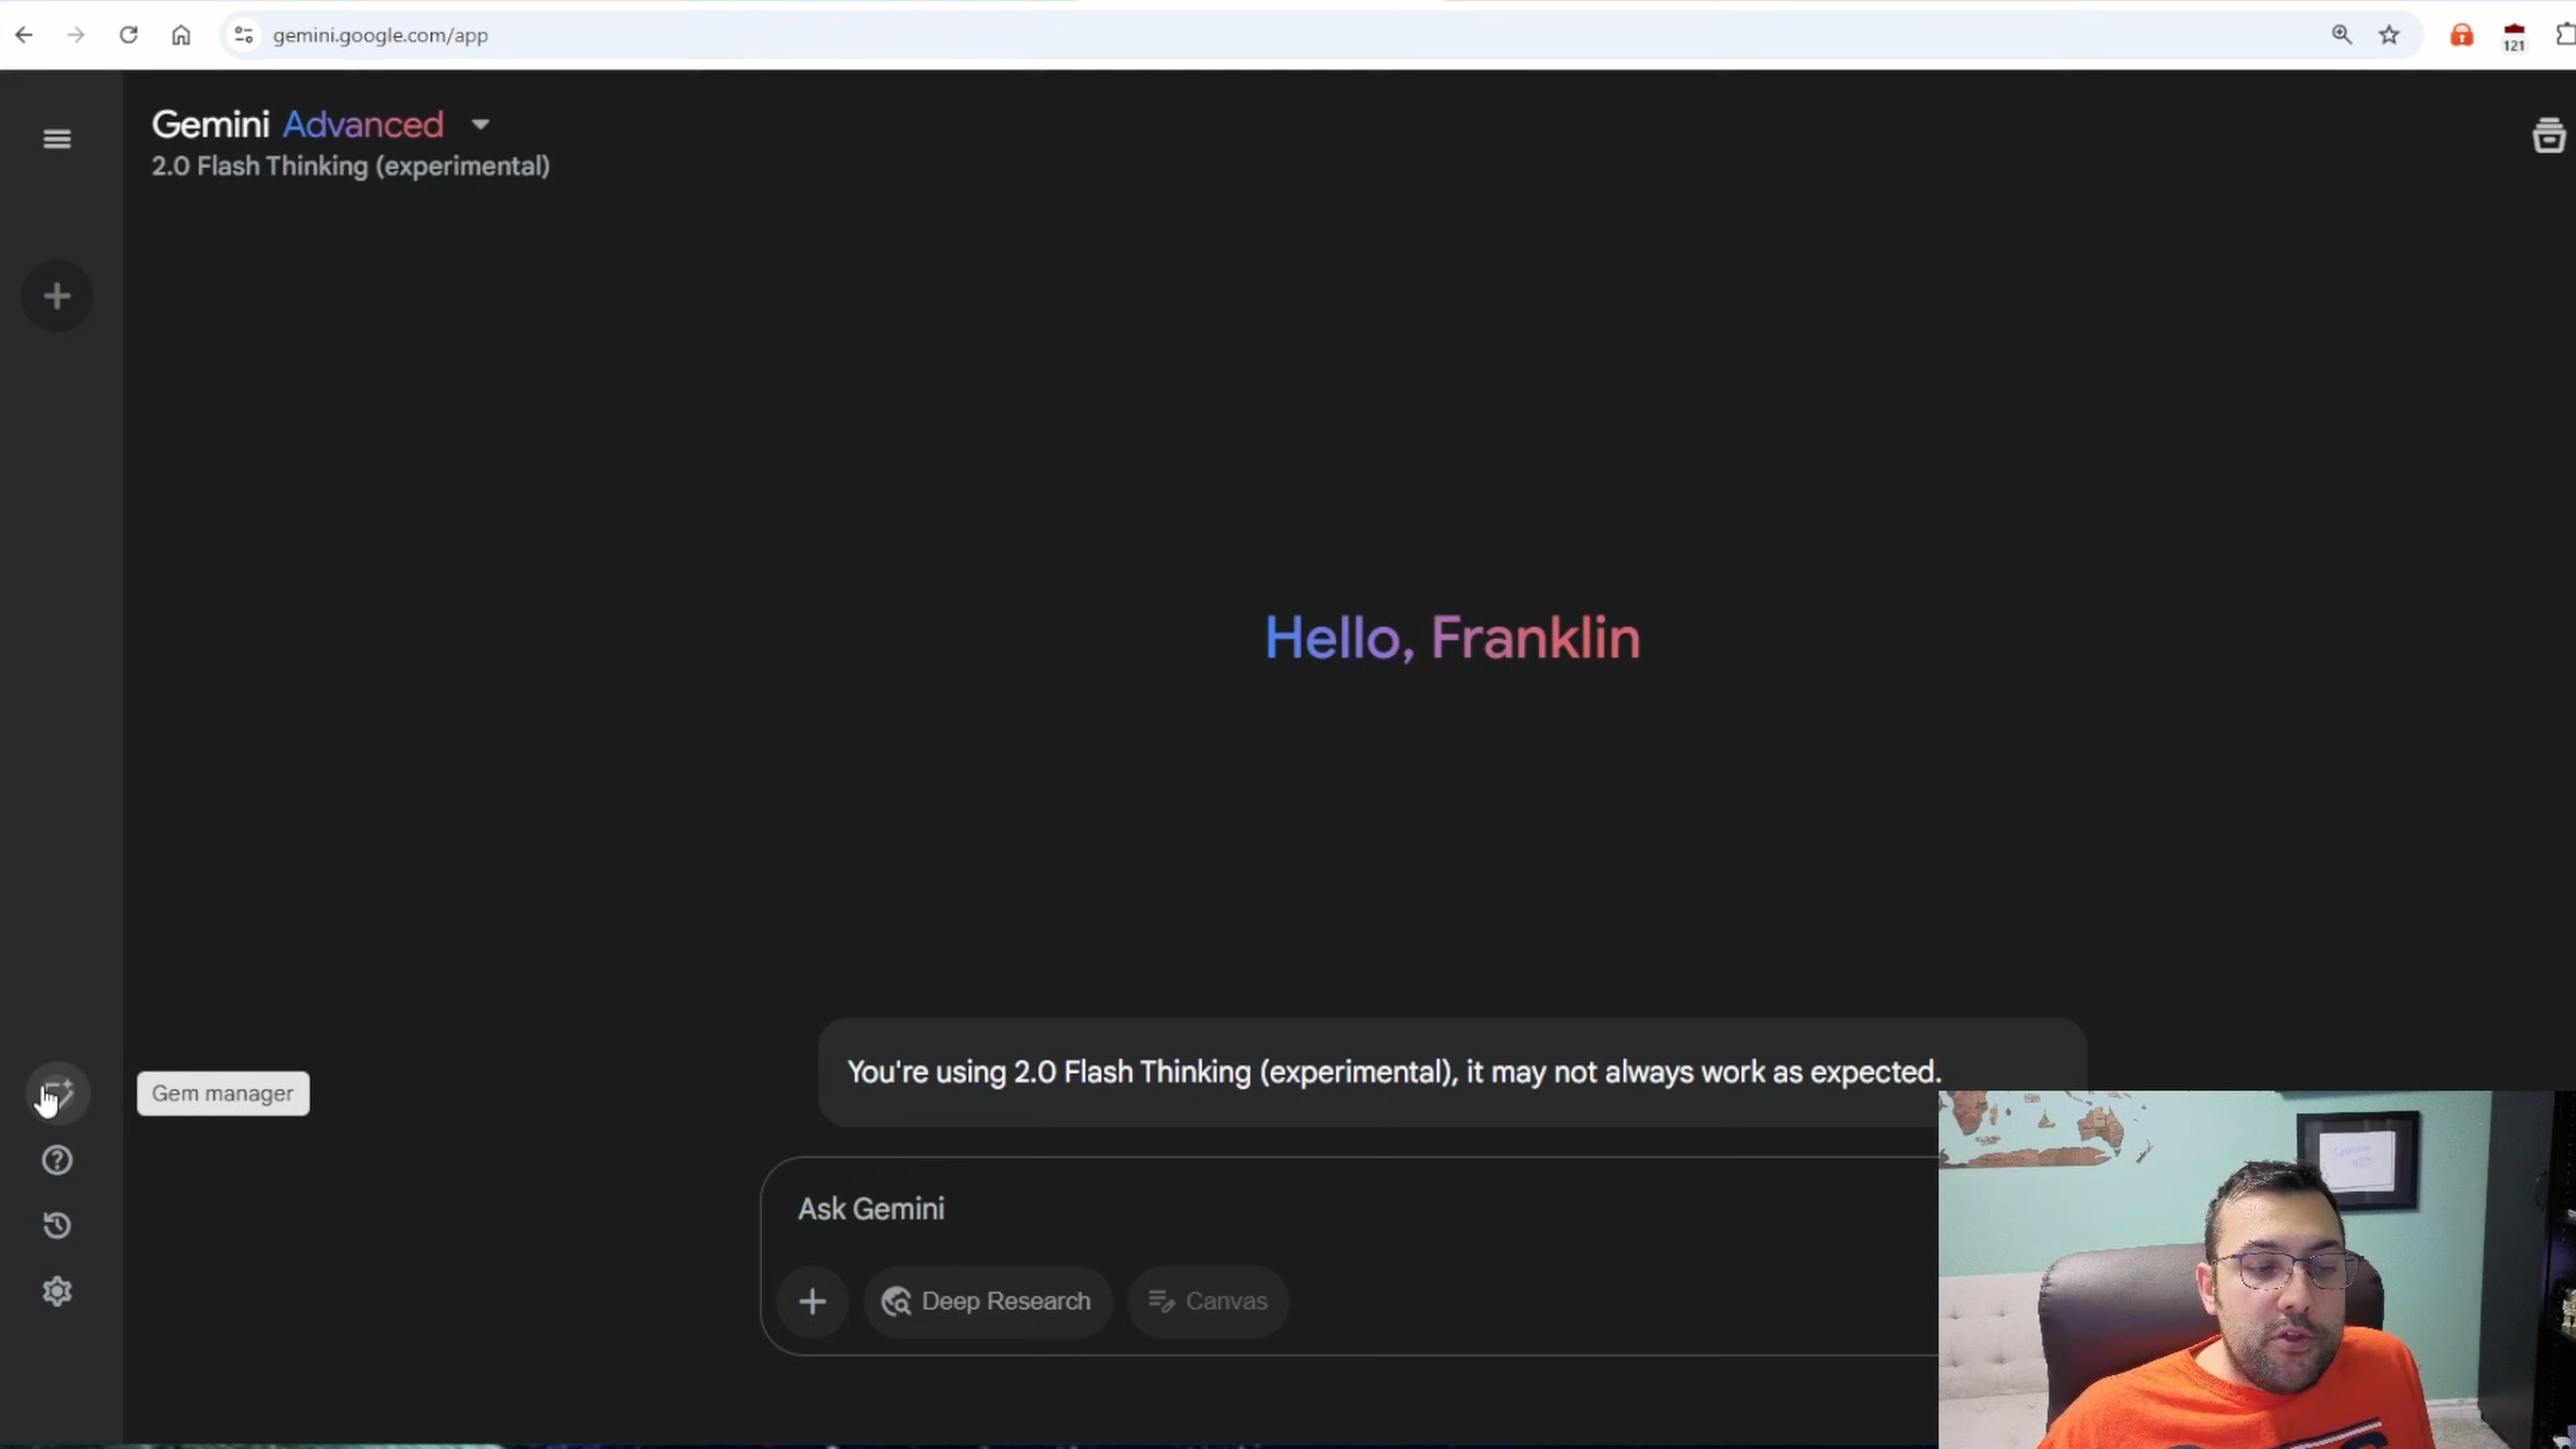 gemini.google.com/app
121
Gemini Advanced
2.0 Flash Thinking (experimental)
Hello, Franklin
You're using 2.0 Flash Thinking (experimental), it may not always work as expected.
Gem manager
Ask Gemini
Deep Research
Canvas